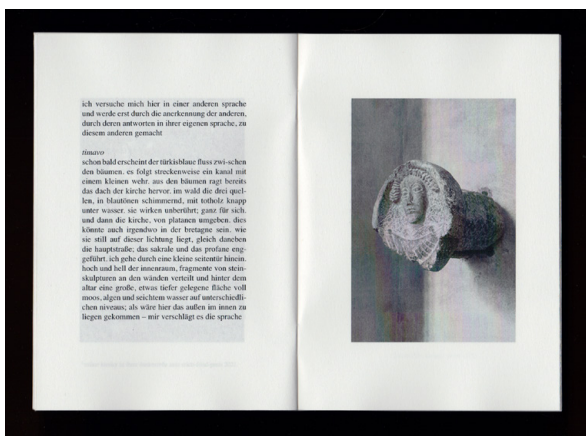 ich versuche mich hier in einer anderen sprache
und werde erst durch die anerkennung der anderen,
durch deren antworten in ihrer eigenen sprache, zu
diesem anderen gemacht
timavo
schon bald erscheint der türkisblaue fluss zwi-schen
den bäumen. es folgt streckenweise ein kanal mit
einem kleinen wehr. aus den bäumen ragt bereits
das dach der kirche hervor. im wald die drei quel-
len, in blautönen schimmernd, mit totholz knapp
unter wasser. sie wirken unberührt; ganz für sich.
und dann die kirche, von platanen umgeben. dies
könnte auch irgendwo in der bretagne sein. wie
sie still auf dieser lichtung liegt, gleich daneben
die hauptstraße; das sakrale und das profane eng-
geführt. ich gehe durch eine kleine seitentür hinein.
hoch und hell der innenraum, fragmente von stein-
skulpturen an den wänden verteilt und hinter dem
altar eine große, etwas tiefer gelegene fläche voll
moos, algen und seichtem wasser auf unterschiedli-
chen niveaus; als wäre hier das außen im innen zu
liegen gekommen – mir verschlägt es die sprache